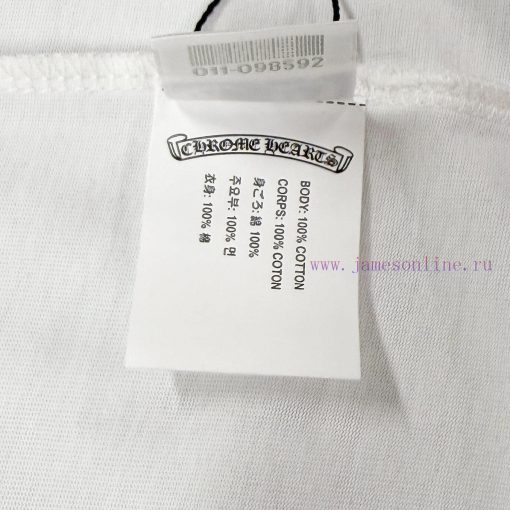 011-098592
CHROME HEARTS
BODY: 100% COTTON
CORPS: 100% COTON
身ごろ: 綿 100%
주요부: 100% 면
衣身: 100% 棉
www.jamesonline.ru